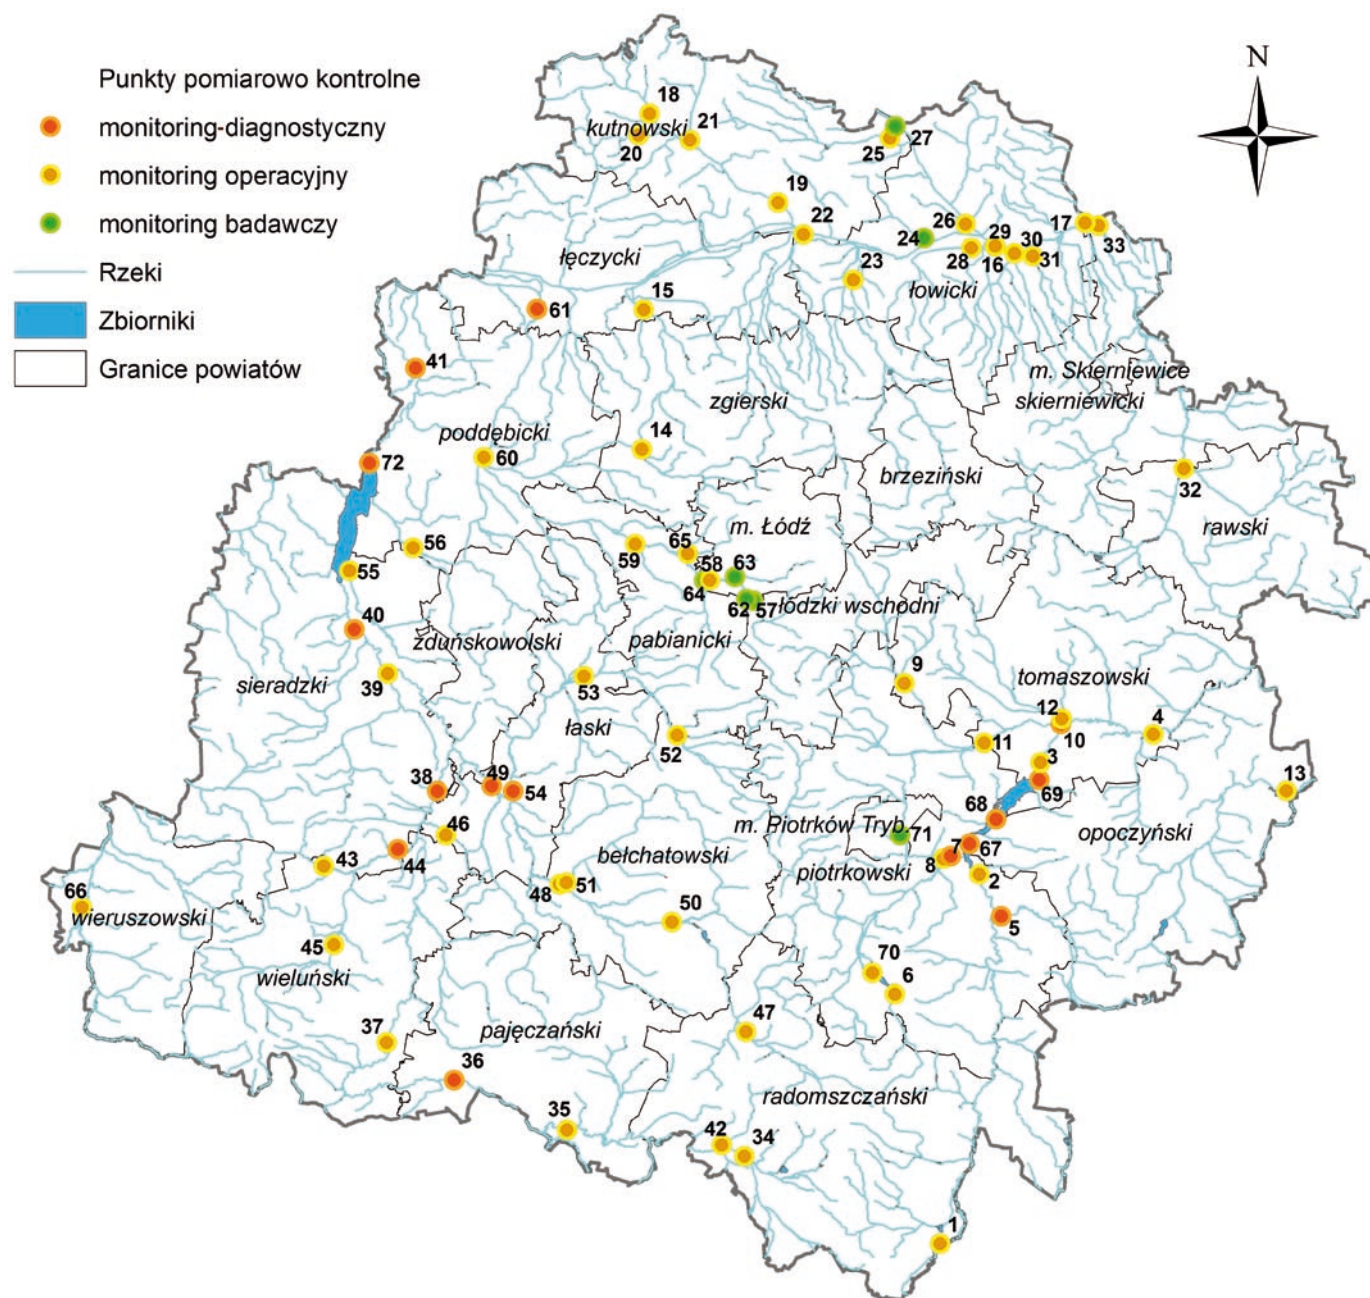 Punkty pomiarowo kontrolne
monitoring-diagnostyczny
monitoring operacyjny
monitoring badawczy
Rzeki
Zbiorniki
Granice powiatów
N
18
kutnowski
21
20
27
25
19
22
26
29
30
17
33
24
28
16
31
łęczycki
23
łowicki
15
61
41
m. Skierniewice
skierniewicki
zgierski
poddębicki
14
60
72
brzeziński
32
rawski
m. Łódź
65
59
56
58
63
55
64
62
57
łódzki wschodni
40
zduńskowolski
pabianicki
sieradzki
39
53
9
tomaszowski
łaski
12
4
10
52
11
3
49
38
54
69
13
68
46
m. Piotrków Tryb.
71
opoczyński
43
44
bełchatowski
7
67
8
piotrkowski
2
48
51
66
wieruszowski
50
5
45
wieluński
70
6
47
37
pajęczański
36
radomszczański
35
42
34
1